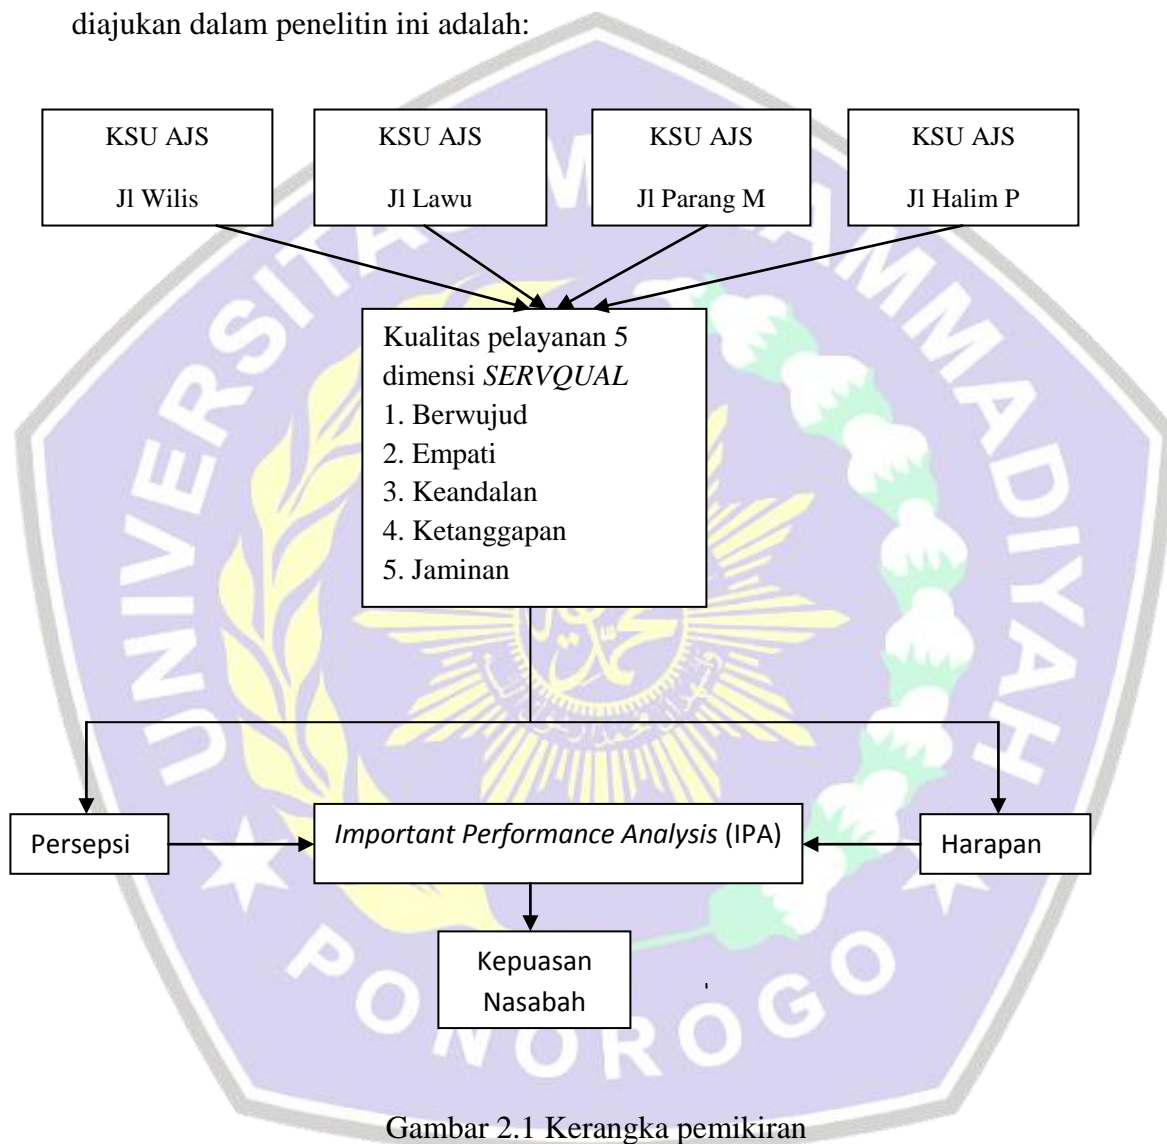 diajukan dalam penelitin ini adalah:
KSU AJS
Jl Wilis
KSU AJS
Jl Lawu
KSU AJS
Jl Parang M
KSU AJS
Jl Halim P
Kualitas pelayanan 5
dimensi SERVQUAL
1. Berwujud
2. Empati
3. Keandalan
4. Ketanggapan
5. Jaminan
Persepsi
Important Performance Analysis (IPA)
Harapan
Kepuasan
Nasabah
PONOROGO
Gambar 2.1 Kerangka pemikiran